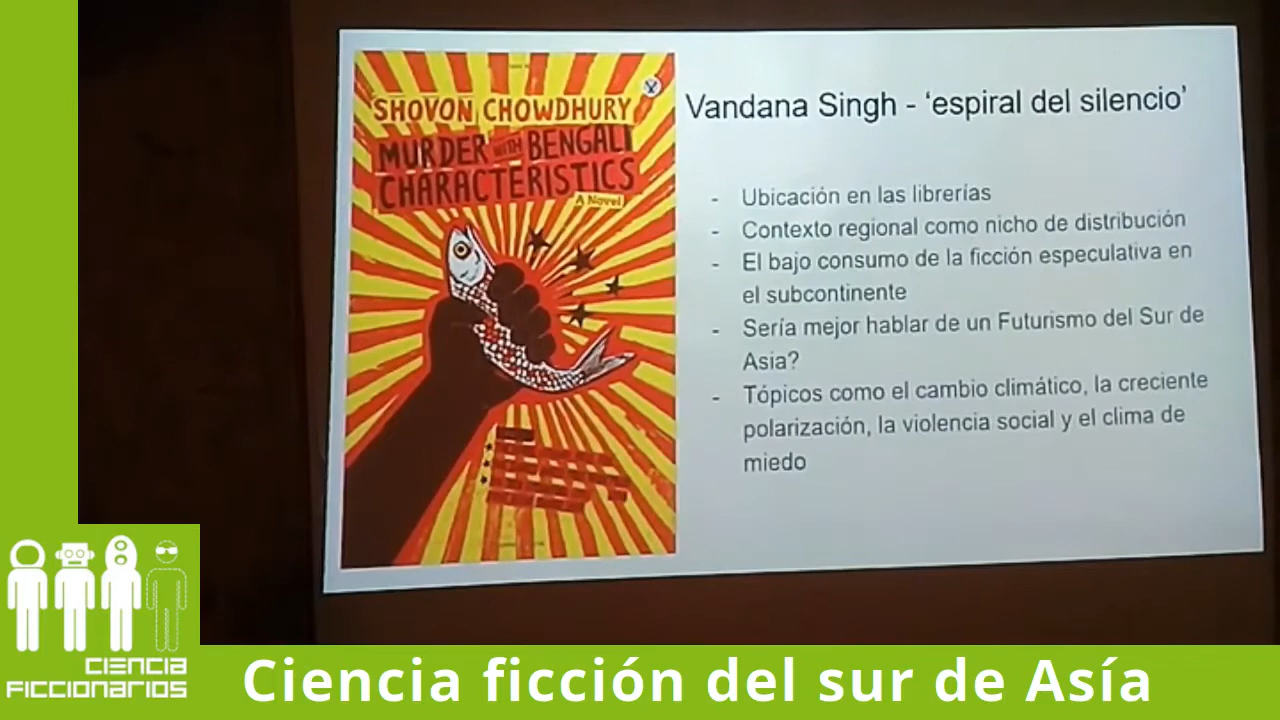 SHOVON CHOWDHURY
MURDER WITH BENGALI
CHARACTERISTICS
A Novel
Vandana Singh - ‘espiral del silencio’
- Ubicación en las librerías
- Contexto regional como nicho de distribución
- El bajo consumo de la ficción especulativa en
el subcontinente
- Sería mejor hablar de un Futurismo del Sur de
Asia?
- Tópicos como el cambio climático, la creciente
polarización, la violencia social y el clima de
miedo
CIENCIA
FICCIONARIOS
Ciencia ficción del sur de Asía